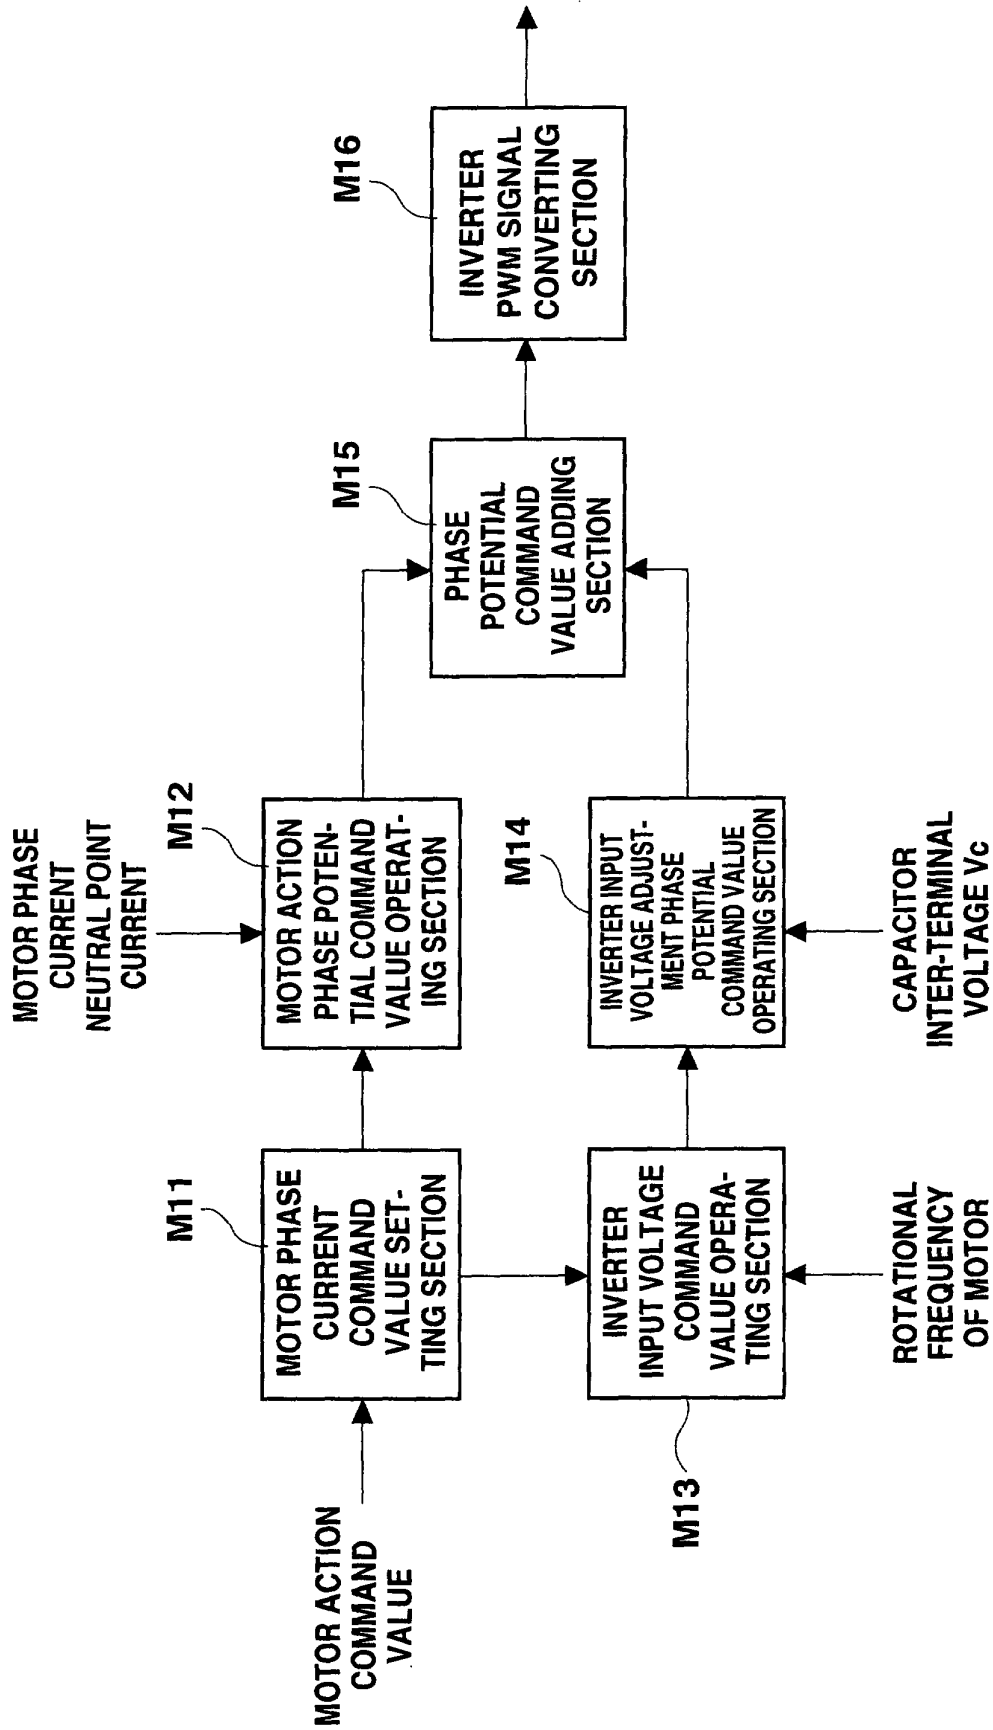 MOTOR ACTION
COMMAND
VALUE
M11
MOTOR PHASE
CURRENT
COMMAND
VALUE SET-
TING SECTION
MOTOR PHASE
CURRENT
NEUTRAL POINT
CURRENT
M12
MOTOR ACTION
PHASE POTEN-
TIAL COMMAND
VALUE OPERAT-
ING SECTION
M13
INVERTER
INPUT VOLTAGE
COMMAND
VALUE OPERA-
TING SECTION
ROTATIONAL
FREQUENCY
OF MOTOR
M14
INVERTER INPUT
VOLTAGE ADJUST-
MENT PHASE
POTENTIAL
COMMAND VALUE
OPERATING SECTION
CAPACITOR
INTER-TERMINAL
VOLTAGE Vc
M15
PHASE
POTENTIAL
COMMAND
VALUE ADDING
SECTION
M16
INVERTER
PWM SIGNAL
CONVERTING
SECTION